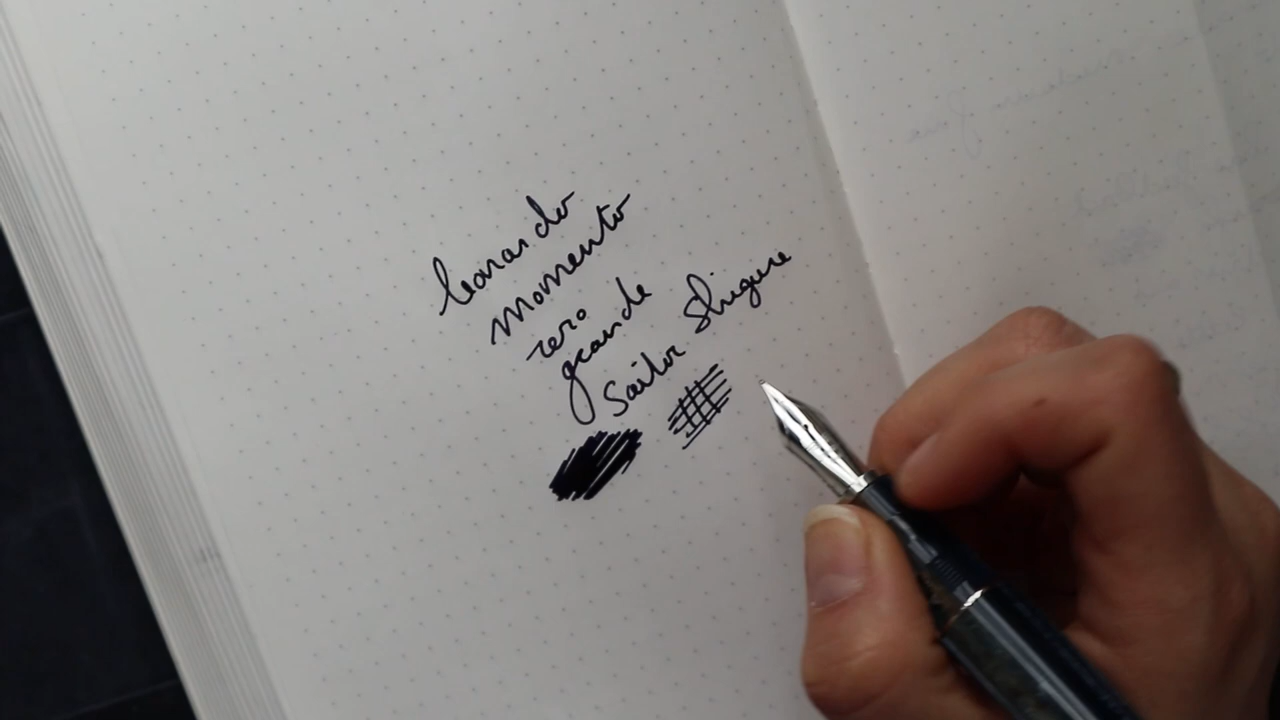 Leonardo
Momento
zero
grande
Sailor Shigure